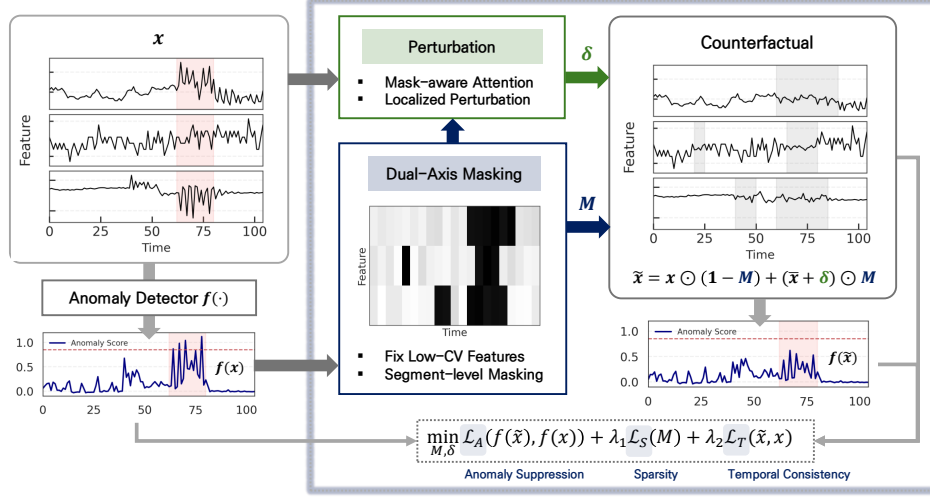 x
Feature
0
25
50
75
100
Time
Anomaly Detector f(·)
1.0
0.5
0.0
Anomaly Score
f(x)
0
25
50
75
100
Perturbation
▪ Mask-aware Attention
▪ Localized Perturbation
δ
Dual-Axis Masking
Feature
Time
▪ Fix Low-CV Features
▪ Segment-level Masking
M
Counterfactual
Feature
0
25
50
75
100
Time
x̃ = x ⊙ (1 − M) + (x̄ + δ) ⊙ M
1.0
0.5
0.0
Anomaly Score
f(x̃)
0
25
50
75
100
min M,δ ℒA(f(x̃), f(x)) + λ1ℒS(M) + λ2ℒT(x̃, x)
Anomaly Suppression
Sparsity
Temporal Consistency